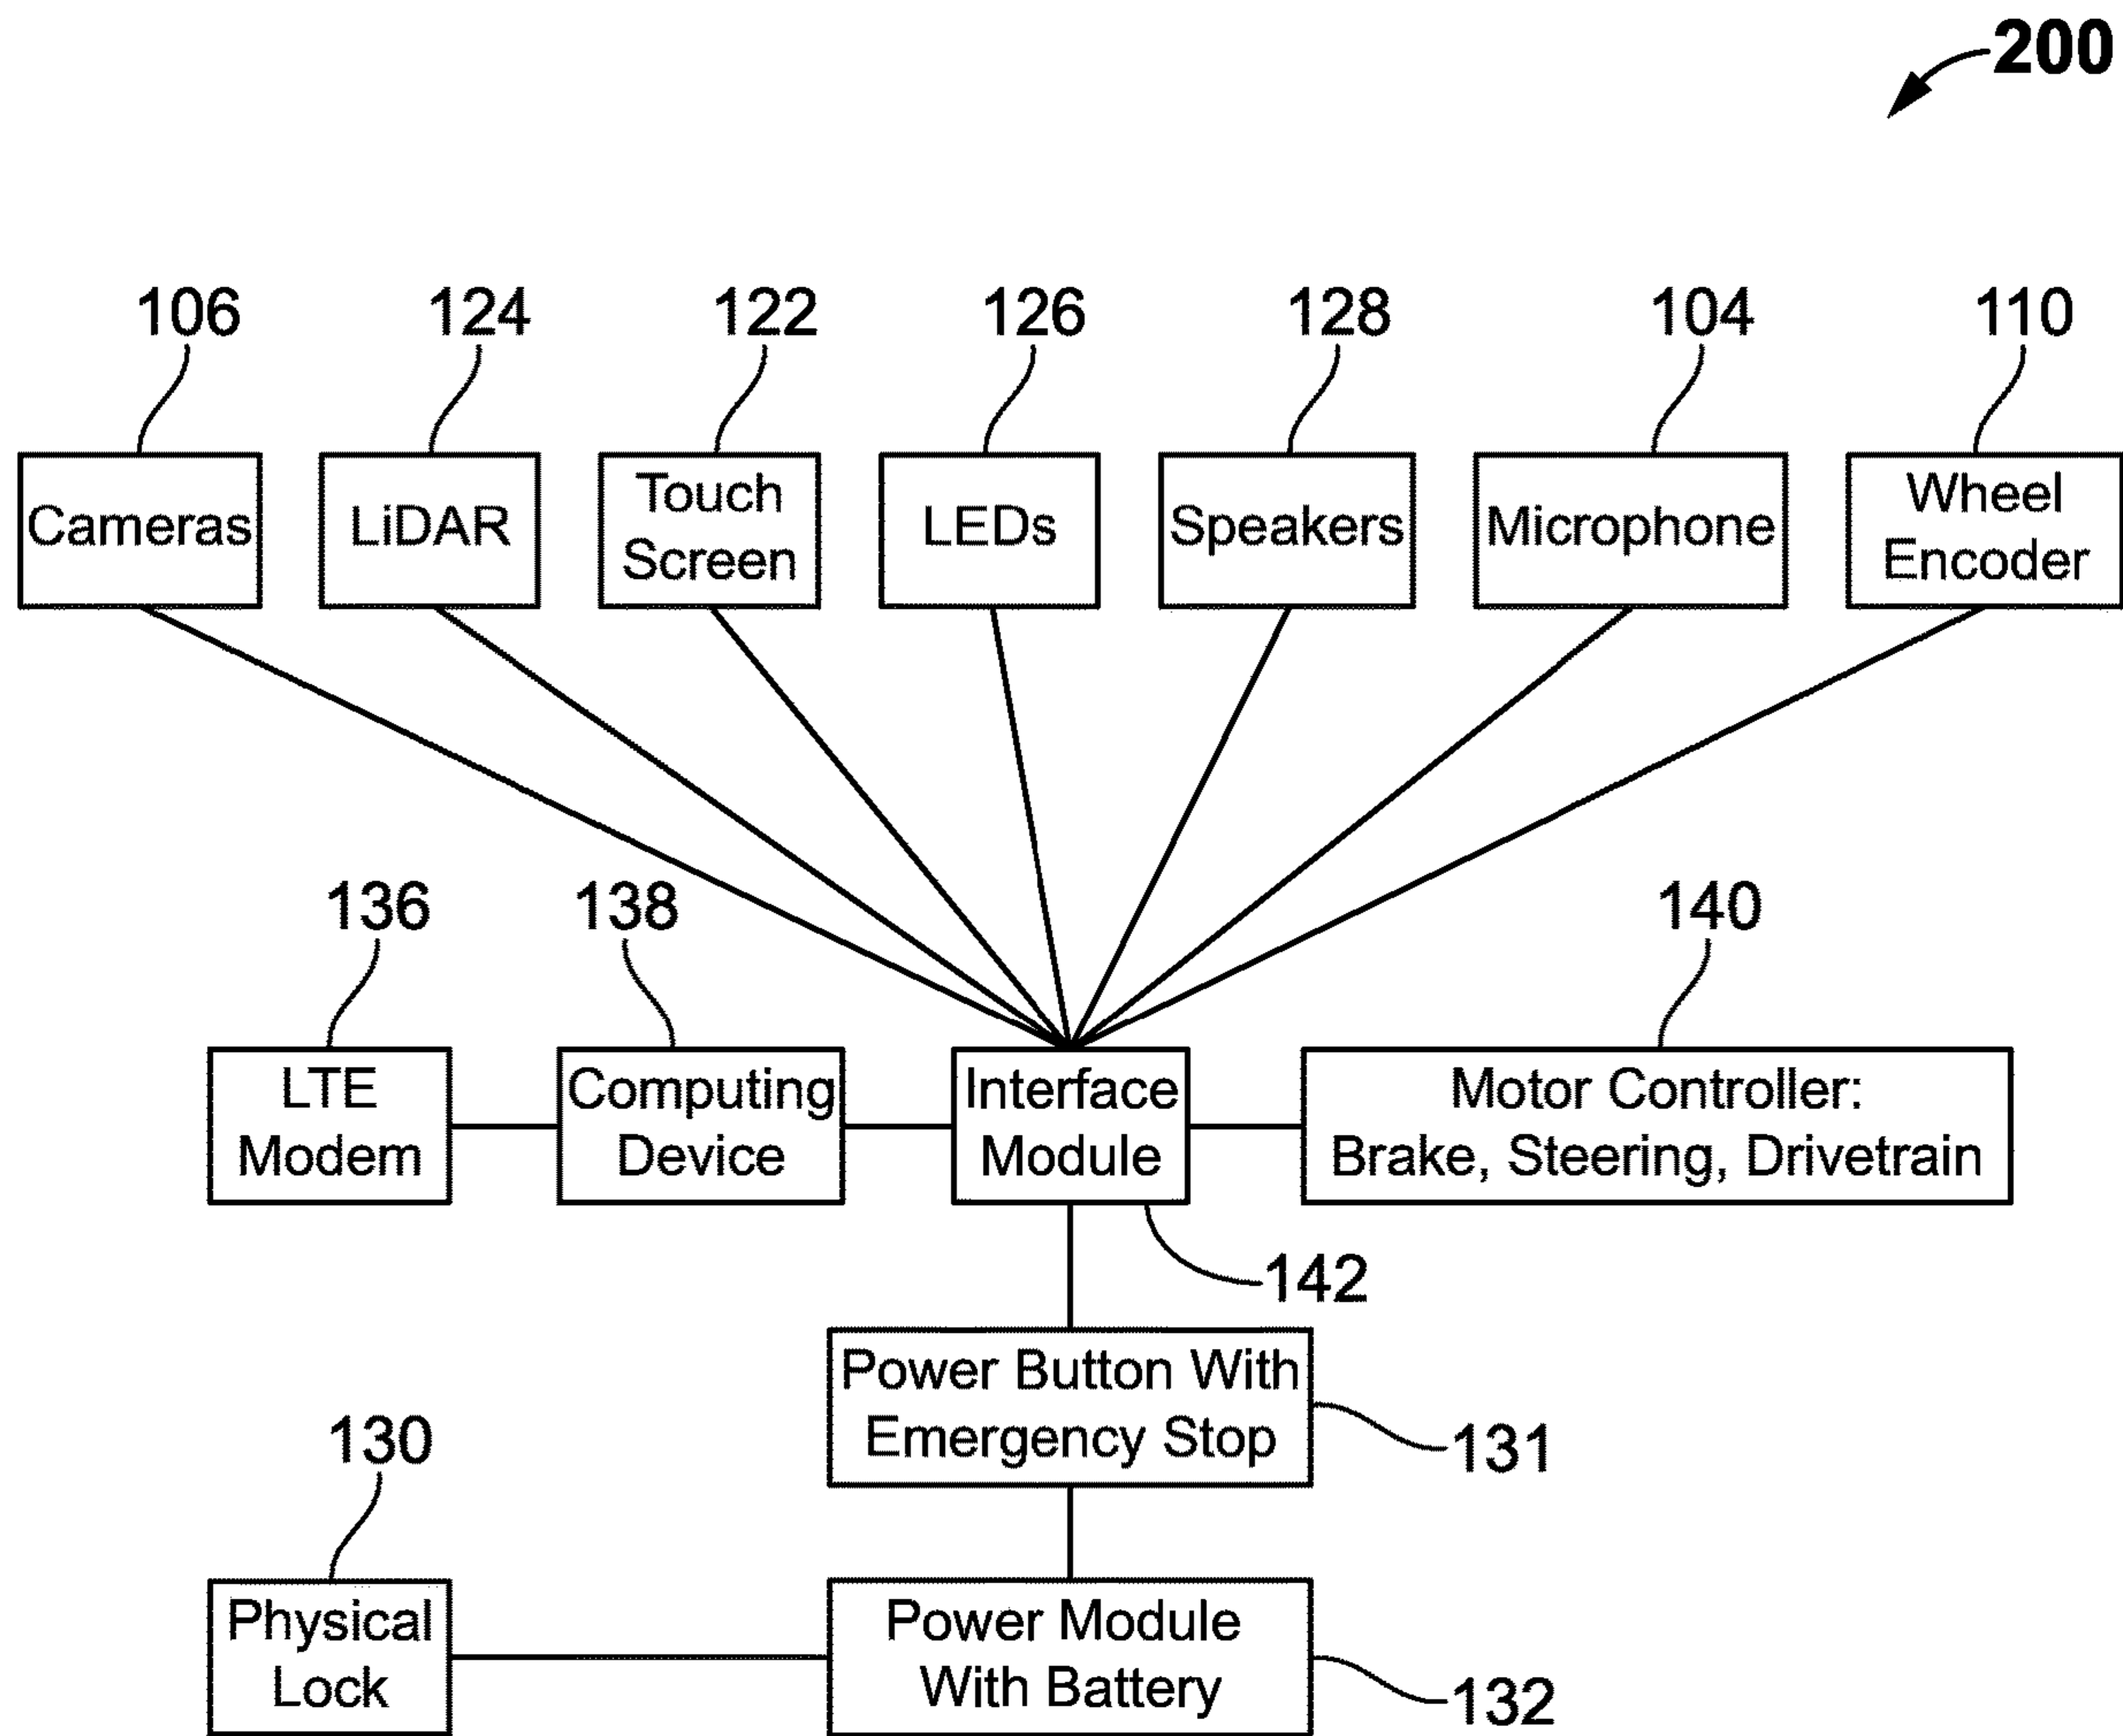 200
106
124
122
126
128
104
110
Cameras
LiDAR
Touch
Screen
LEDs
Speakers
Microphone
Wheel
Encoder
136
138
140
LTE
Modem
Computing
Device
Interface
Module
Motor Controller:
Brake, Steering, Drivetrain
142
Power Button With
Emergency Stop
131
130
Physical
Lock
Power Module
With Battery
132